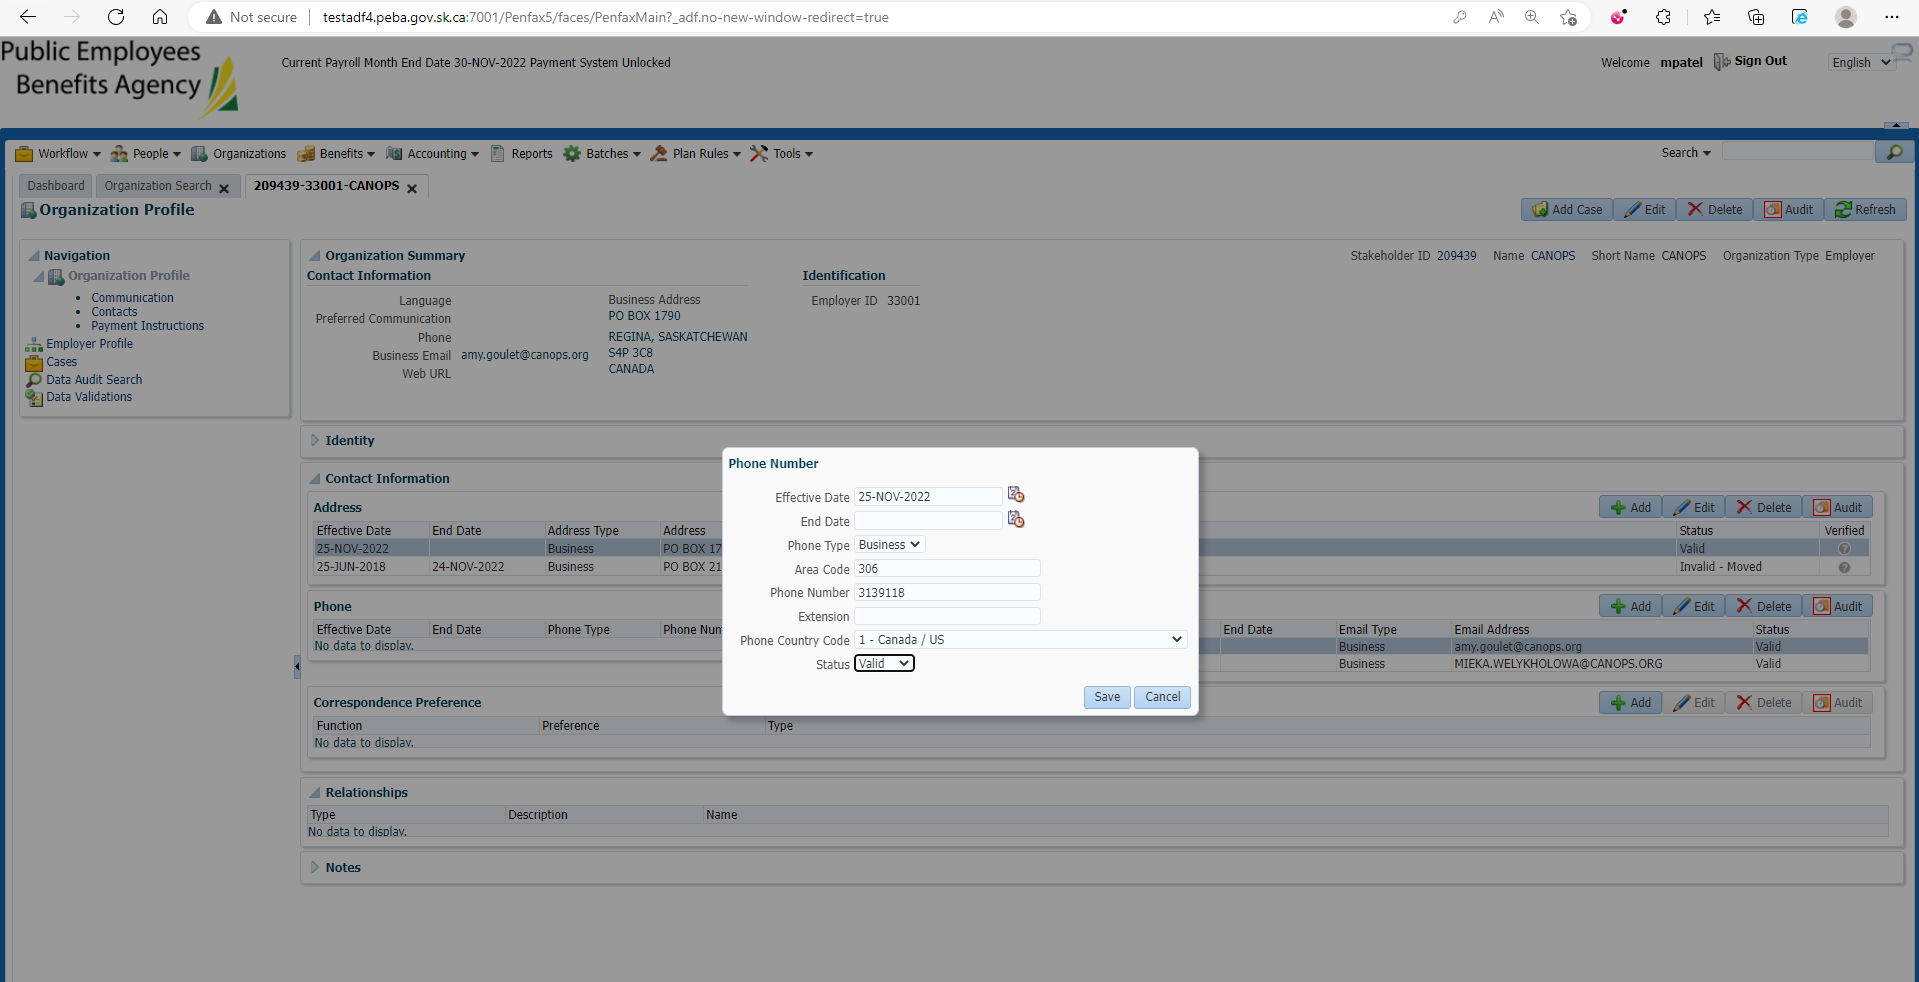 Not secure testadf4.peba.gov.sk.ca:7001/Penfax5/faces/PenfaxMain?_adf.no-new-window-redirect=true
Public Employees
Benefits Agency
Current Payroll Month End Date 30-NOV-2022 Payment System Unlocked
Welcome mpatel Sign Out English
Workflow People Organizations Benefits Accounting Reports Batches Plan Rules Tools Search
Dashboard Organization Search 209439-33001-CANOPS
Organization Profile
Add Case Edit Delete Audit Refresh
Navigation
Organization Profile
Communication
Contacts
Payment Instructions
Employer Profile
Cases
Data Audit Search
Data Validations
Organization Summary
Stakeholder ID 209439 Name CANOPS Short Name CANOPS Organization Type Employer
Contact Information
Identification
Language
Preferred Communication
Phone
Business Email amy.goulet@canops.org
Web URL
Business Address
PO BOX 1790
REGINA, SASKATCHEWAN
S4P 3C8
CANADA
Employer ID 33001
Identity
Contact Information
Address
Add Edit Delete Audit
Effective Date End Date Address Type Address Status Verified
25-NOV-2022 Business PO BOX 17 Valid
25-JUN-2018 24-NOV-2022 Business PO BOX 21 Invalid - Moved
Phone
Add Edit Delete Audit
Effective Date End Date Phone Type Phone Num
No data to display.
End Date Email Type Email Address Status
Business amy.goulet@canops.org Valid
Business MIEKA.WELYKHOLOWA@CANOPS.ORG Valid
Correspondence Preference
Add Edit Delete Audit
Function Preference Type
No data to display.
Relationships
Type Description Name
No data to display.
Notes
Phone Number
Effective Date 25-NOV-2022
End Date
Phone Type Business
Area Code 306
Phone Number 3139118
Extension
Phone Country Code 1 - Canada / US
Status Valid
Save Cancel